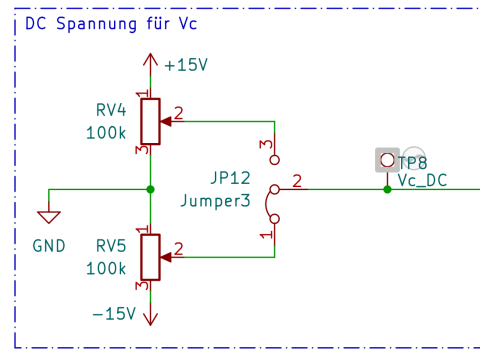 DC Spannung für Vc
+15V
1
RV4
2
100k
3
3
TP8
JP12
2
Vc_DC
Jumper3
GND
1
1
RV5
2
100k
3
-15V